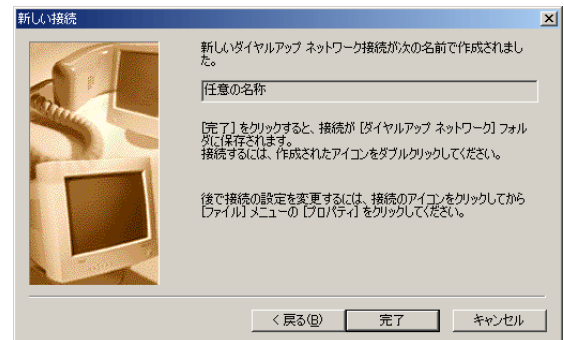 新しい接続
新しいダイヤルアップ ネットワーク接続が次の名前で作成されまし
た。
任意の名称
[完了] をクリックすると、接続が [ダイヤルアップ ネットワーク] フォル
ダに保存されます。
接続するには、作成されたアイコンをダブルクリックしてください。
後で接続の設定を変更するには、接続のアイコンをクリックしてから
[ファイル] メニューの [プロパティ] をクリックしてください。
< 戻る(B)
完了
キャンセル